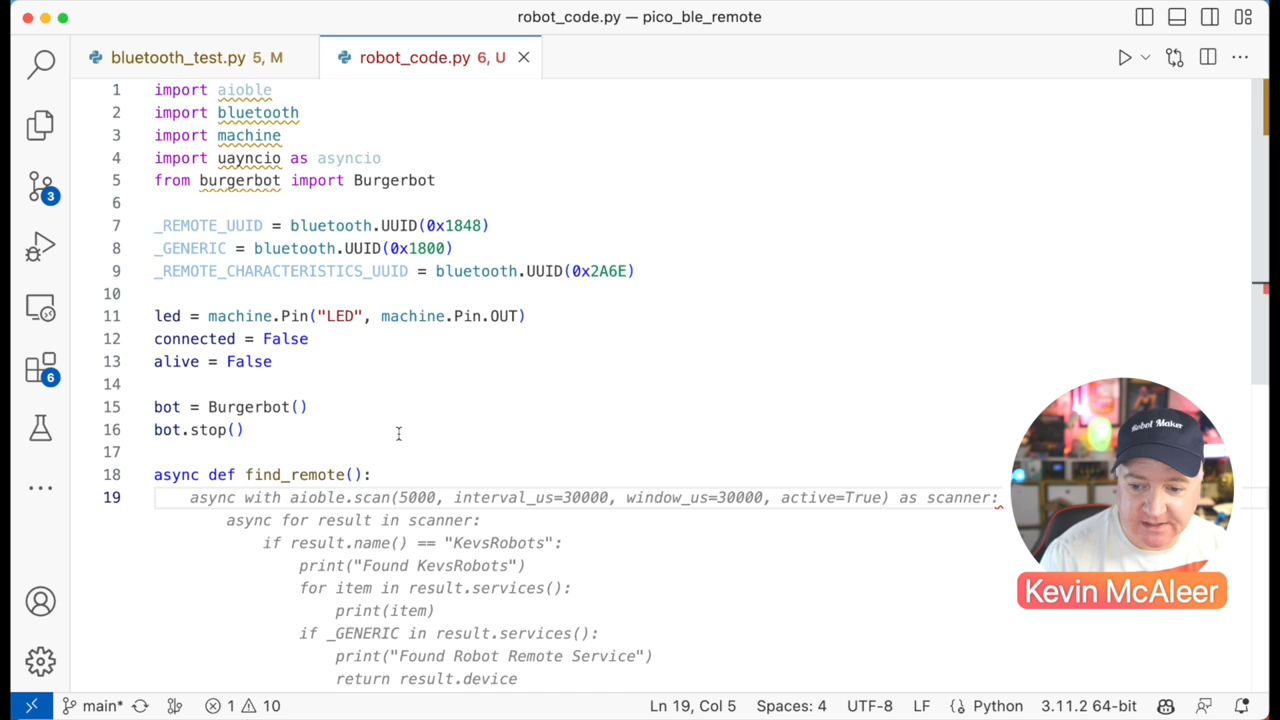 robot_code.py — pico_ble_remote
bluetooth_test.py 5, M
robot_code.py 6, U
1 import aioble
2 import bluetooth
3 import machine
4 import uayncio as asyncio
5 from burgerbot import Burgerbot
6
7 _REMOTE_UUID = bluetooth.UUID(0x1848)
8 _GENERIC = bluetooth.UUID(0x1800)
9 _REMOTE_CHARACTERISTICS_UUID = bluetooth.UUID(0x2A6E)
10
11 led = machine.Pin("LED", machine.Pin.OUT)
12 connected = False
13 alive = False
14
15 bot = Burgerbot()
16 bot.stop()
17
18 async def find_remote():
19 async with aioble.scan(5000, interval_us=30000, window_us=30000, active=True) as scanner:
async for result in scanner:
if result.name() == "KevsRobots":
print("Found KevsRobots")
for item in result.services():
print(item)
if _GENERIC in result.services():
print("Found Robot Remote Service")
return result.device
3
6
Robot Maker
Kevin McAleer
main* 1 10 Ln 19, Col 5 Spaces: 4 UTF-8 LF Python 3.11.2 64-bit